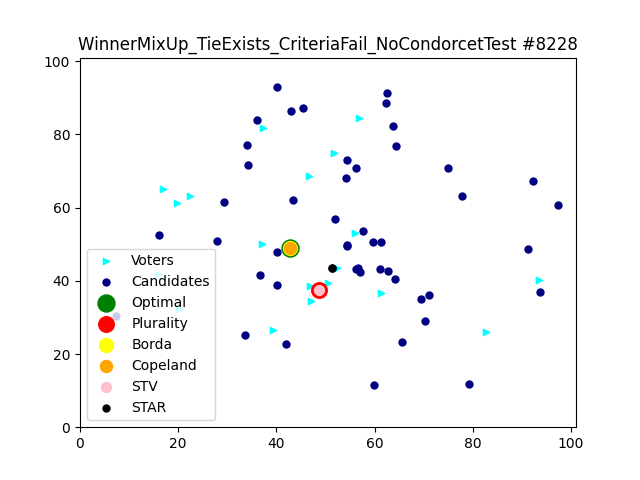 WinnerMixUp_TieExists_CriteriaFail_NoCondorcetTest #8228
100
80
60
40
20
0
Voters
Candidates
Optimal
Plurality
Borda
Copeland
STV
STAR
0 20 40 60 80 100